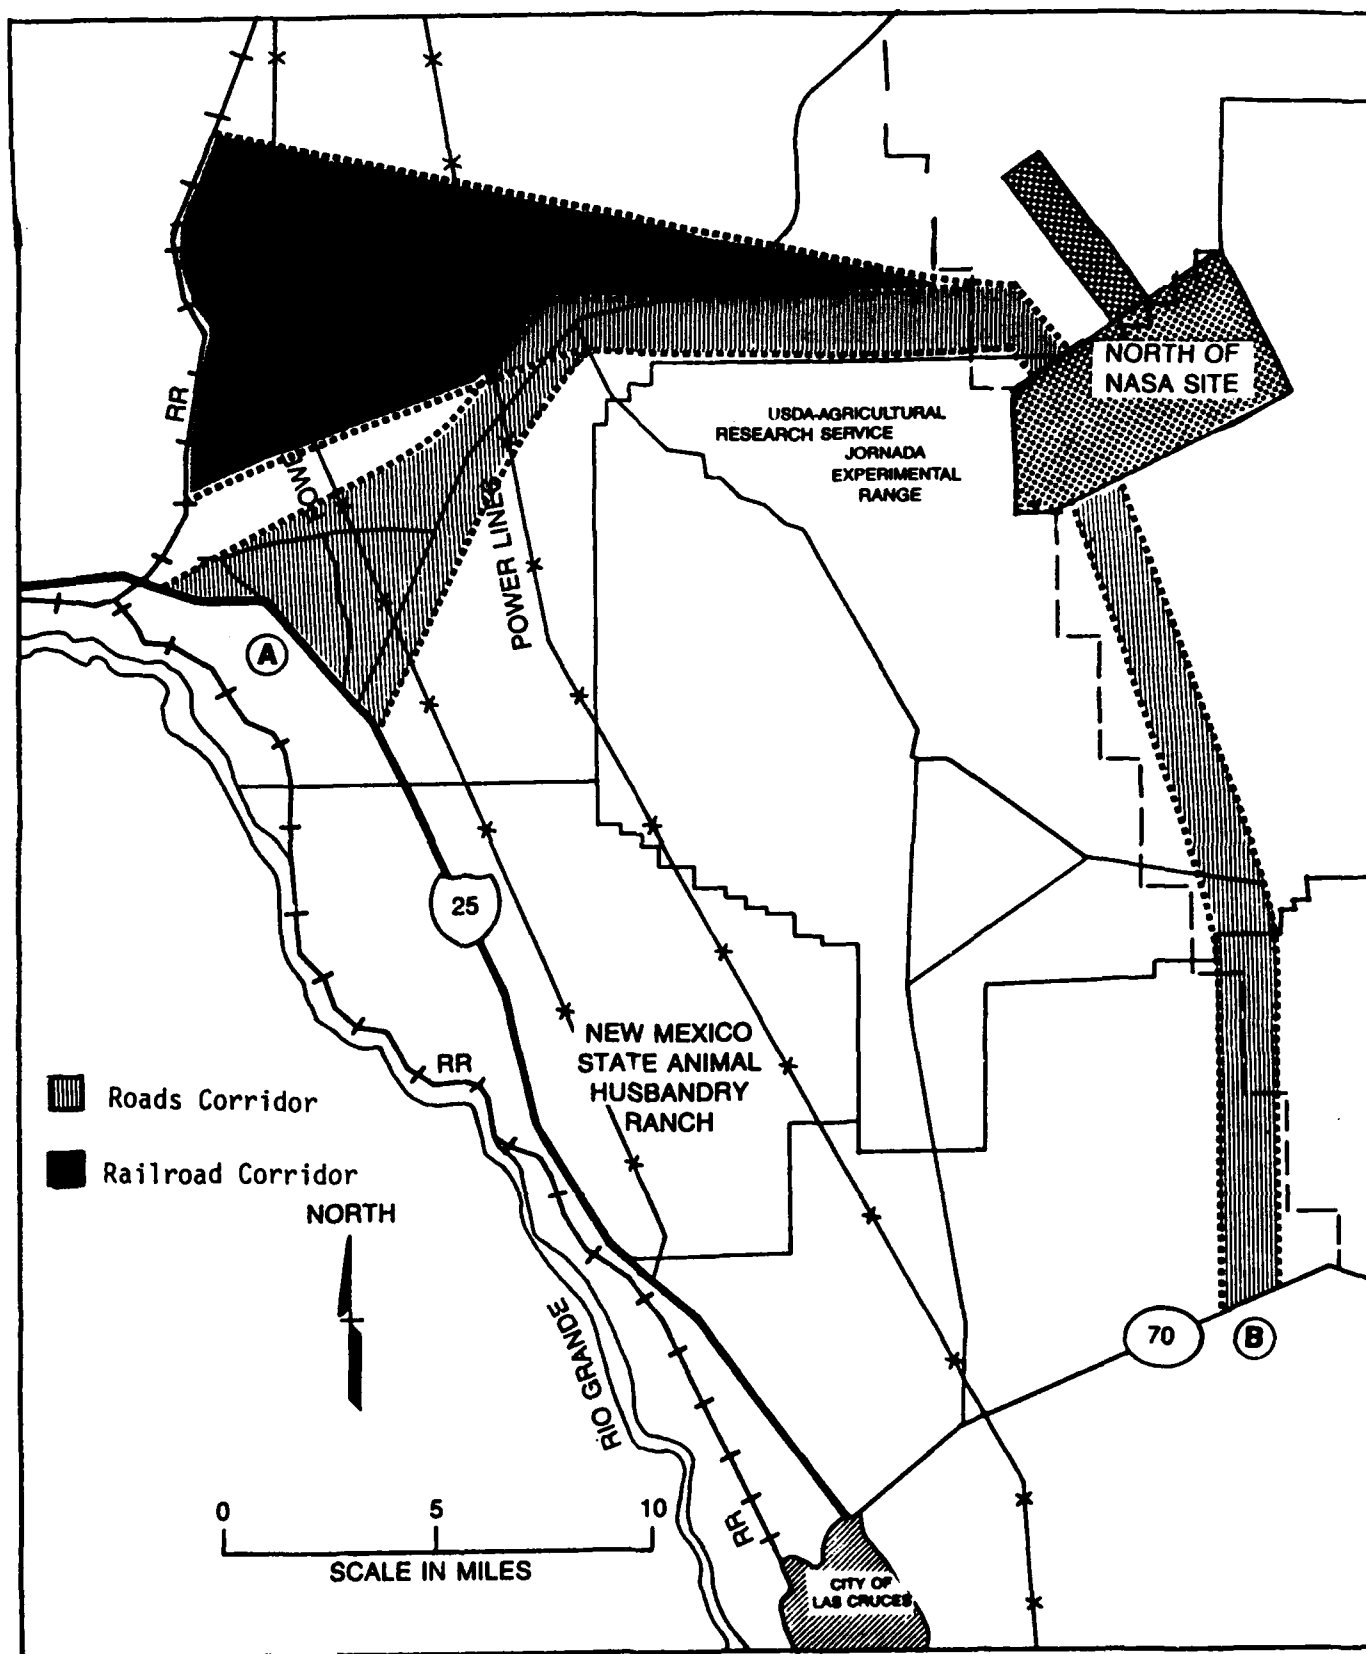 NORTH OF
NASA SITE
RR
USDA-AGRICULTURAL
RESEARCH SERVICE
JORNADA
EXPERIMENTAL
RANGE
POWE
POWER LINES
A
25
NEW MEXICO
STATE ANIMAL
HUSBANDRY
RANCH
RR
Roads Corridor
Railroad Corridor
NORTH
RIO GRANDE
70
B
0 5 10
SCALE IN MILES
RR
CITY OF
LAS CRUCES